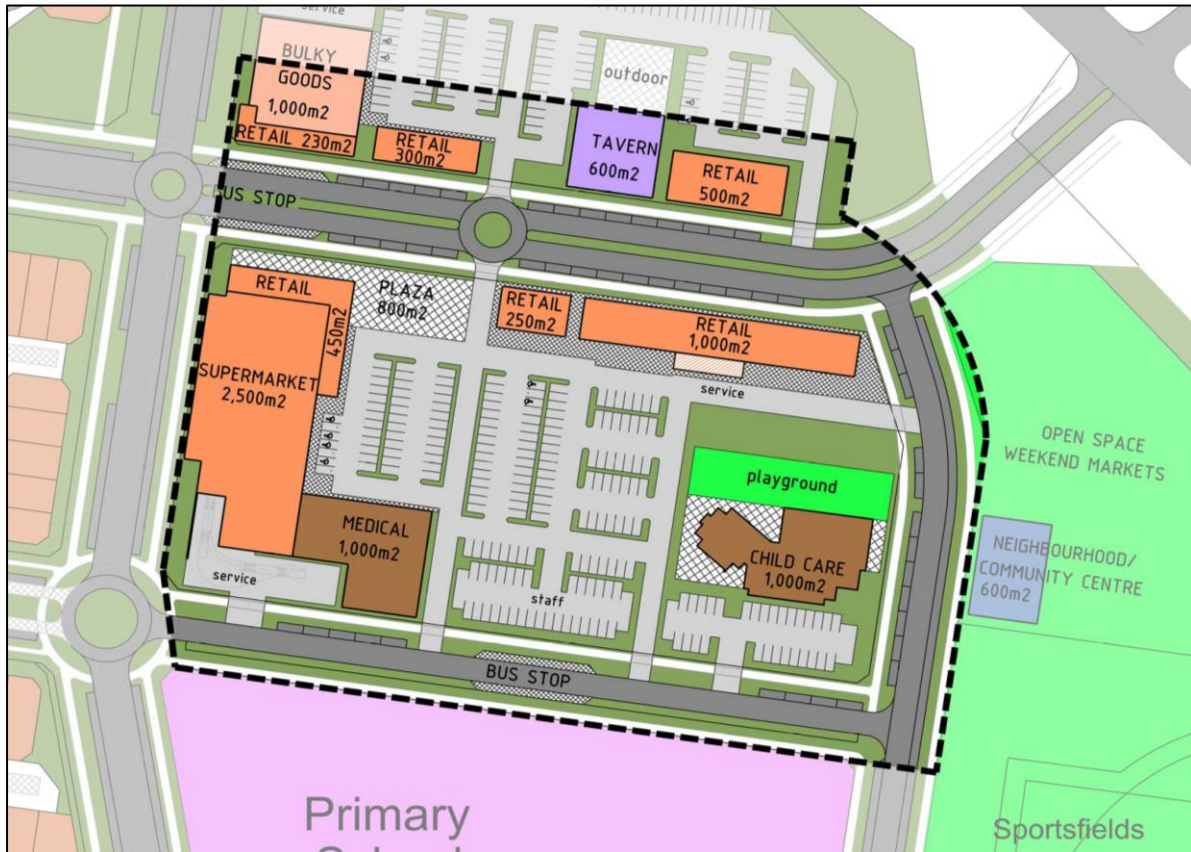 service
BULKY
GOODS
1,000m2
RETAIL 230m2
RETAIL
300m2
outdoor
TAVERN
600m2
RETAIL
500m2
BUS STOP
RETAIL
450m2
PLAZA
800m2
RETAIL
250m2
RETAIL
1,000m2
SUPERMARKET
2,500m2
service
OPEN SPACE
WEEKEND MARKETS
playground
MEDICAL
1,000m2
CHILD CARE
1,000m2
NEIGHBOURHOOD/
COMMUNITY CENTRE
600m2
service
staff
BUS STOP
Primary
Sportsfields